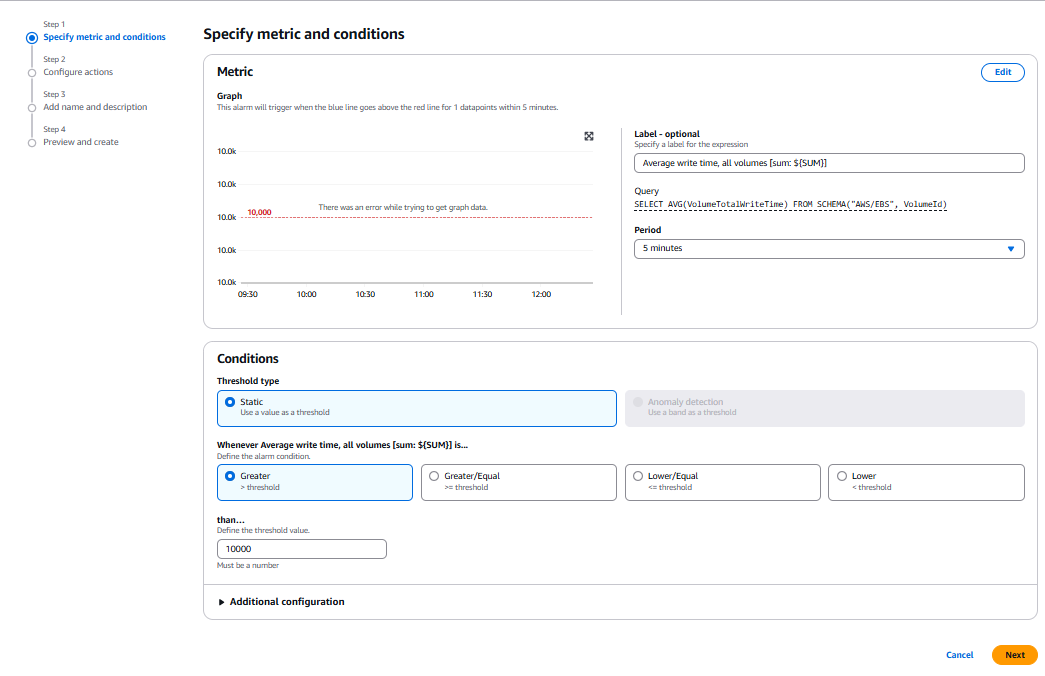 Step 1
Specify metric and conditions
Step 2
Configure actions
Step 3
Add name and description
Step 4
Preview and create
Specify metric and conditions
Metric
Edit
Graph
This alarm will trigger when the blue line goes above the red line for 1 datapoints within 5 minutes.
10.0k
10.0k
10.0k
10.0k
10.0k
10,000
There was an error while trying to get graph data.
09:30 10:00 10:30 11:00 11:30 12:00
Label - optional
Specify a label for the expression
Average write time, all volumes [sum: ${SUM}]
Query
SELECT AVG(VolumeTotalWriteTime) FROM SCHEMA("AWS/EBS", VolumeId)
Period
5 minutes
Conditions
Threshold type
Static
Use a value as a threshold
Anomaly detection
Use a band as a threshold
Whenever Average write time, all volumes [sum: ${SUM}] is...
Define the alarm condition.
Greater
> threshold
Greater/Equal
>= threshold
Lower/Equal
<= threshold
Lower
< threshold
than...
Define the threshold value.
10000
Must be a number
Additional configuration
Cancel
Next